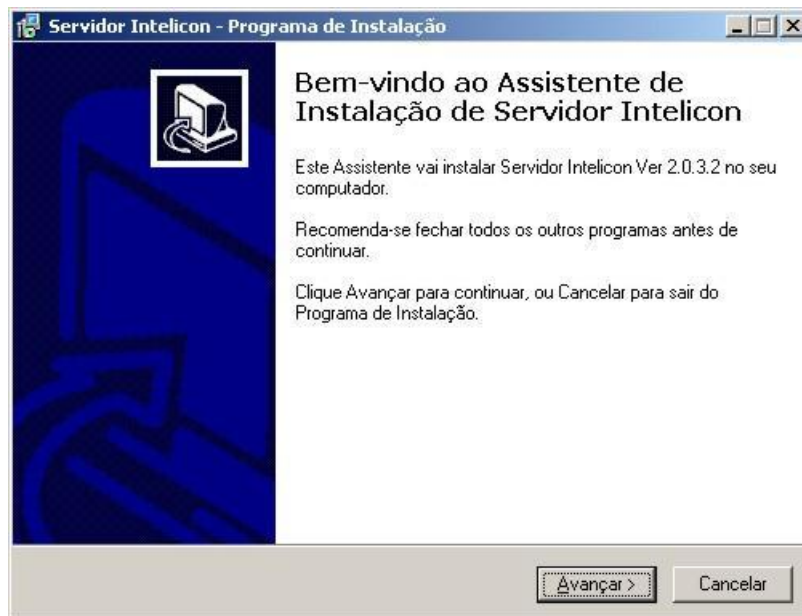 Servidor Intelicon - Programa de Instalação
Bem-vindo ao Assistente de
Instalação de Servidor Intelicon
Este Assistente vai instalar Servidor Intelicon Ver 2.0.3.2 no seu
computador.
Recomenda-se fechar todos os outros programas antes de
continuar.
Clique Avançar para continuar, ou Cancelar para sair do
Programa de Instalação.
Avançar >
Cancelar